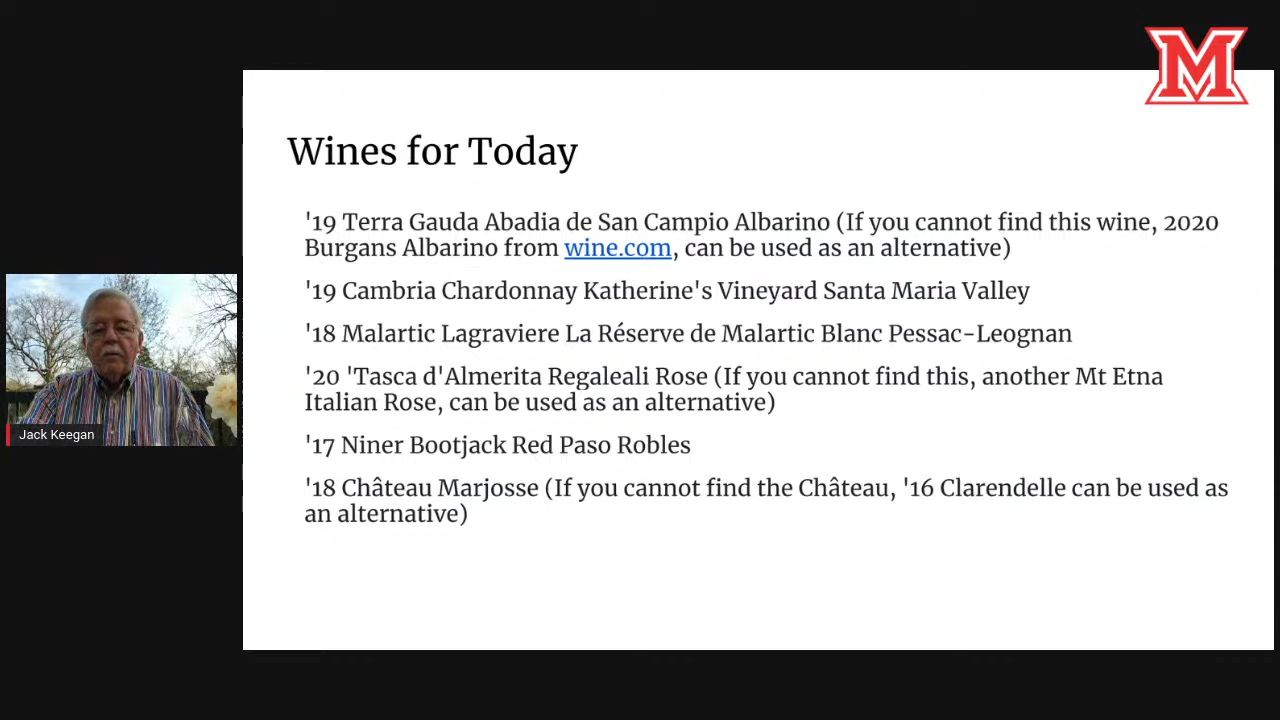 M
Wines for Today
'19 Terra Gauda Abadia de San Campio Albarino (If you cannot find this wine, 2020
Burgans Albarino from wine.com, can be used as an alternative)
'19 Cambria Chardonnay Katherine's Vineyard Santa Maria Valley
'18 Malartic Lagraviere La Réserve de Malartic Blanc Pessac-Leognan
'20 'Tasca d'Almerita Regaleali Rose (If you cannot find this, another Mt Etna
Italian Rose, can be used as an alternative)
'17 Niner Bootjack Red Paso Robles
'18 Château Marjosse (If you cannot find the Château, '16 Clarendelle can be used as
an alternative)
Jack Keegan